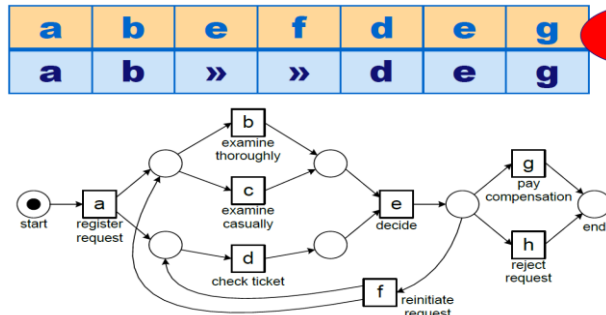 a b e f d e g
a b » » d e g
b
examine
thoroughly
g
pay
compensation
c
examine
casually
start
a
register
request
e
decide
end
d
check ticket
h
reject
request
f
reinitiate
request